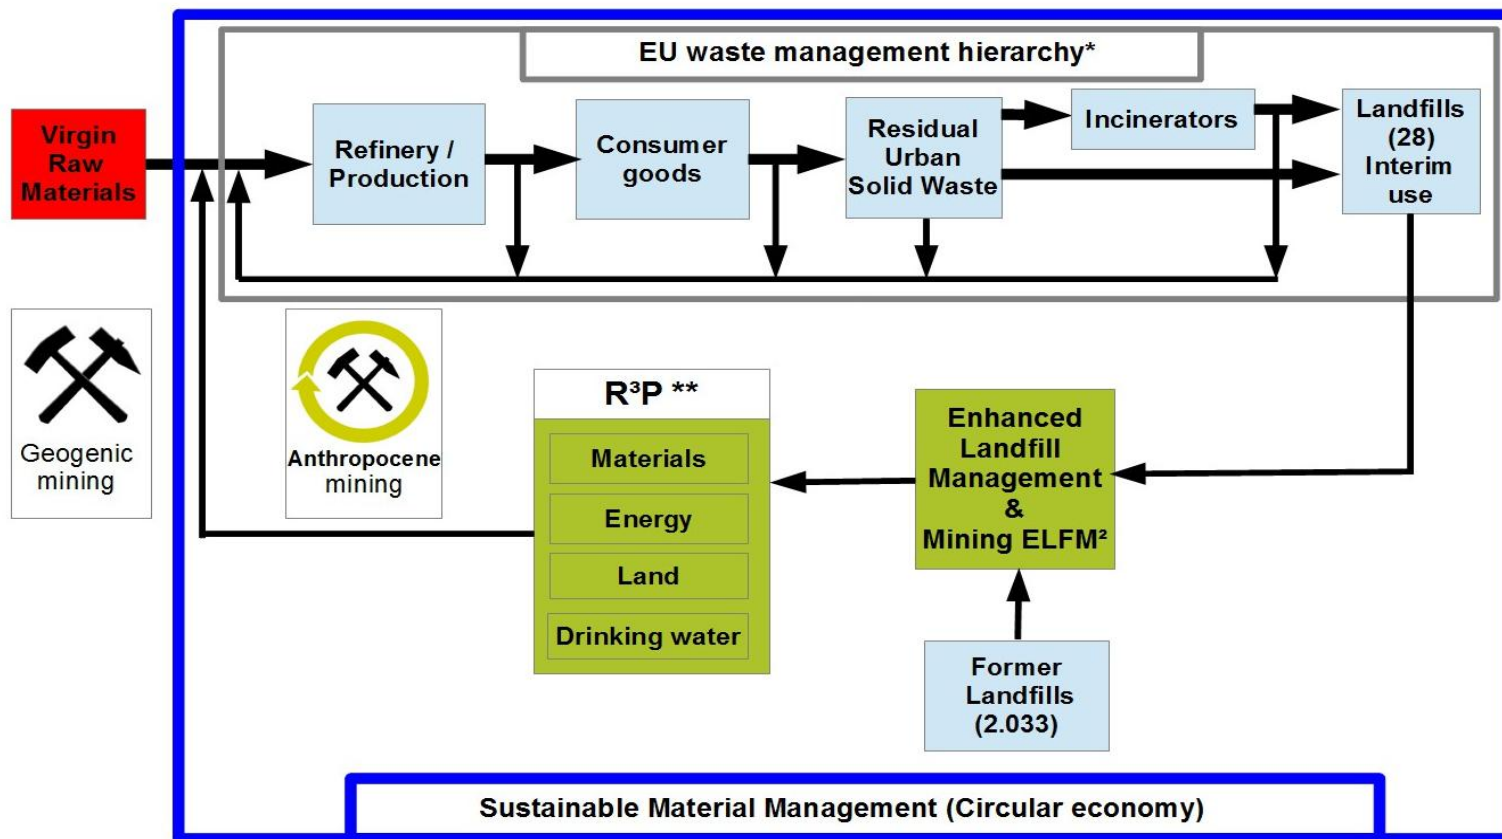 EU waste management hierarchy*
Virgin
Raw
Materials
Refinery /
Production
Consumer
goods
Residual
Urban
Solid Waste
Incinerators
Landfills
(28)
Interim
use
Geogenic
mining
Anthropocene
mining
R³P **
Materials
Energy
Land
Drinking water
Enhanced
Landfill
Management
&
Mining ELFM²
Former
Landfills
(2.033)
Sustainable Material Management (Circular economy)